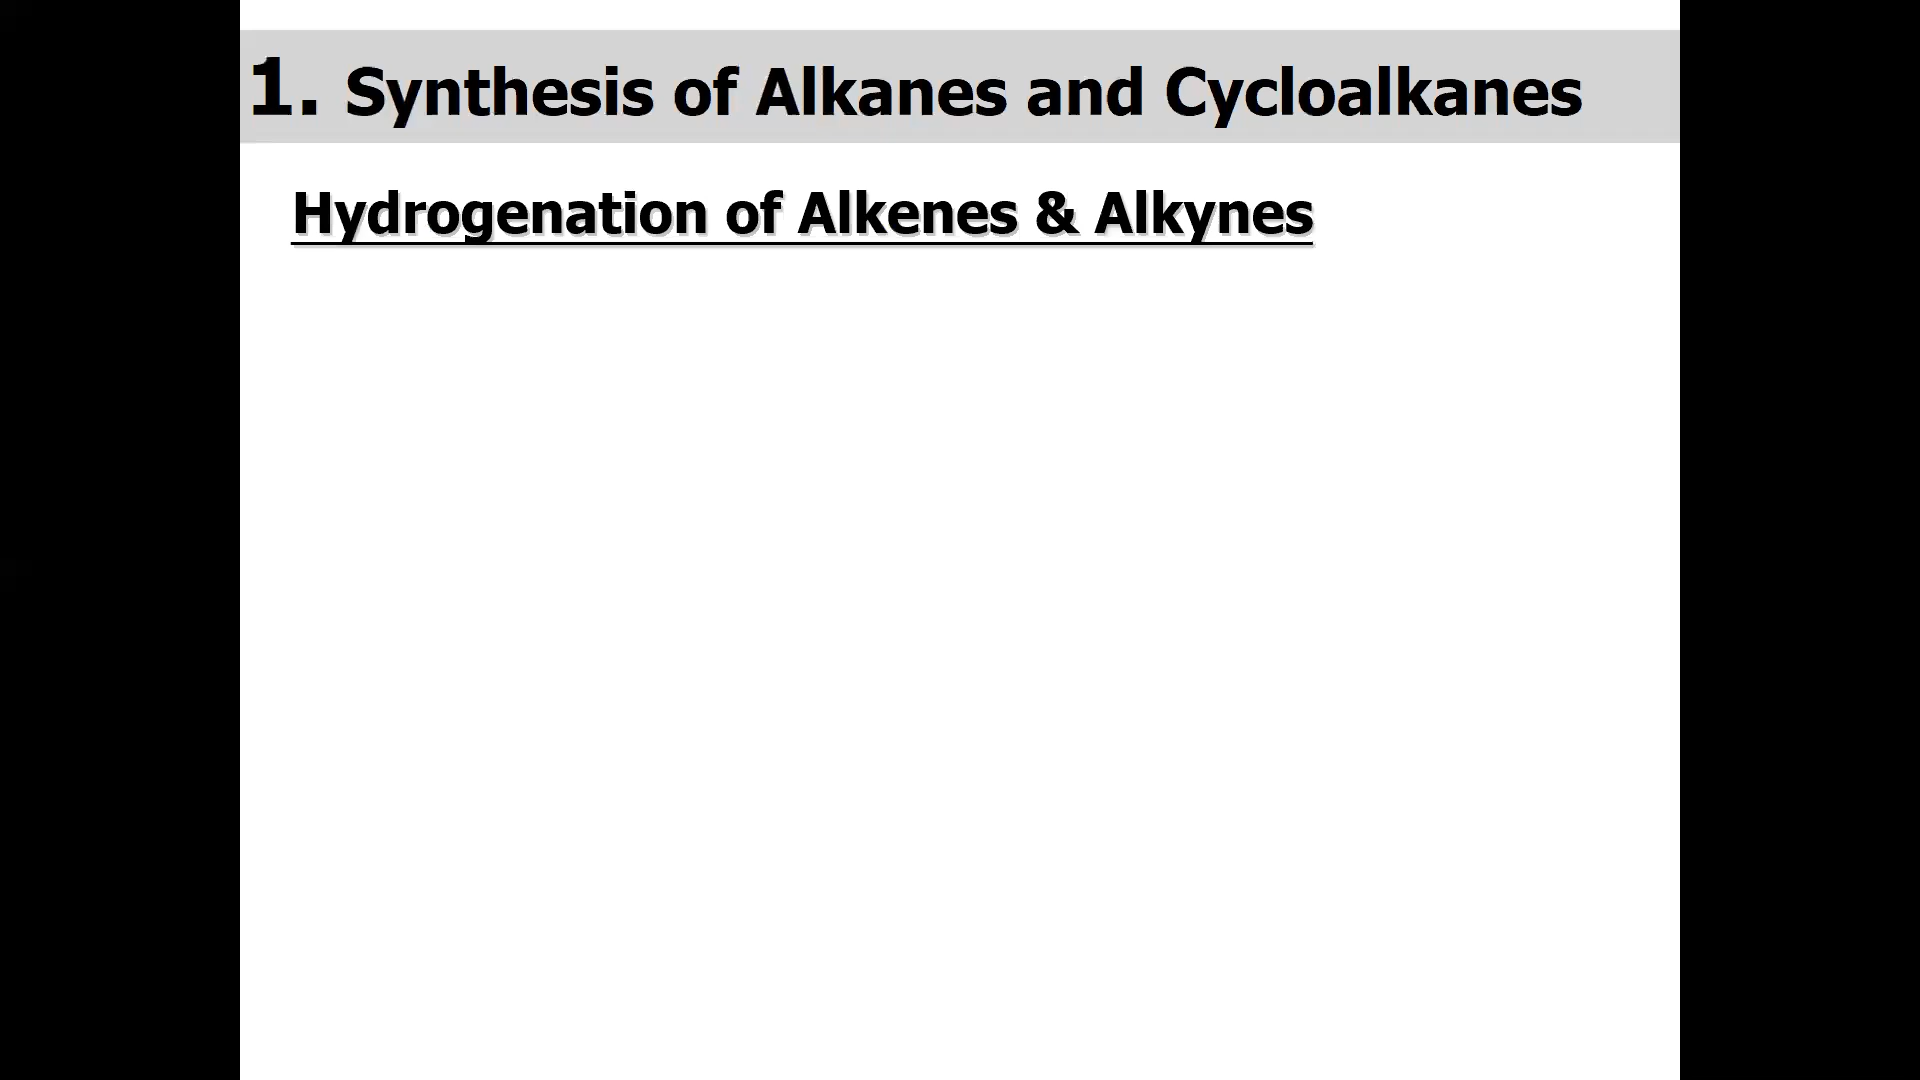 1. Synthesis of Alkanes and Cycloalkanes
Hydrogenation of Alkenes & Alkynes